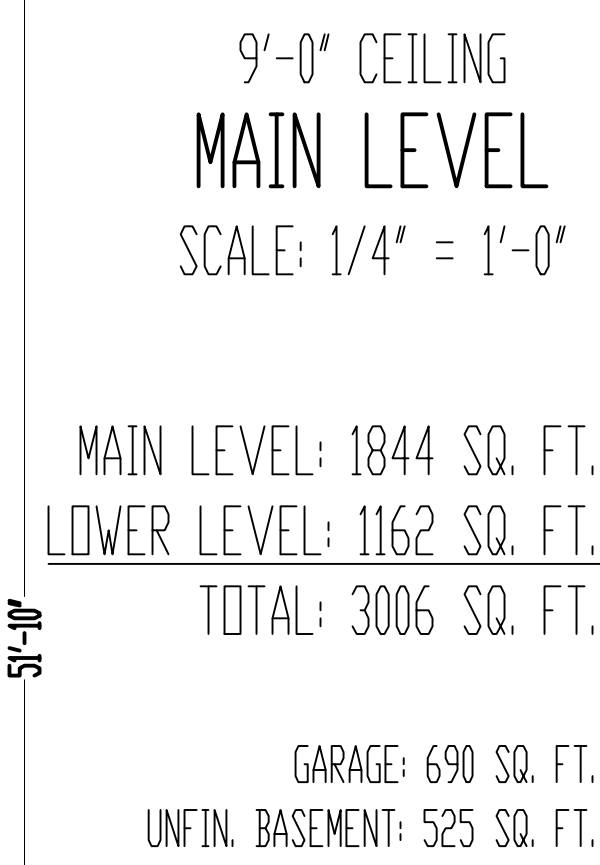 9'-0" CEILING
MAIN LEVEL
SCALE: 1/4" = 1'-0"
MAIN LEVEL: 1844 SQ. FT.
LOWER LEVEL: 1162 SQ. FT.
TOTAL: 3006 SQ. FT.
51'-10"
GARAGE: 690 SQ. FT.
UNFIN. BASEMENT: 525 SQ. FT.